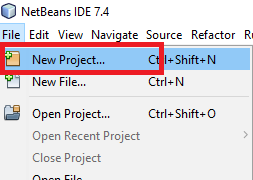 NetBeans IDE 7.4
File Edit View Navigate Source Refactor
New Project... Ctrl+Shift+N
New File... Ctrl+N
Open Project... Ctrl+Shift+O
Open Recent Project
Close Project
Open File